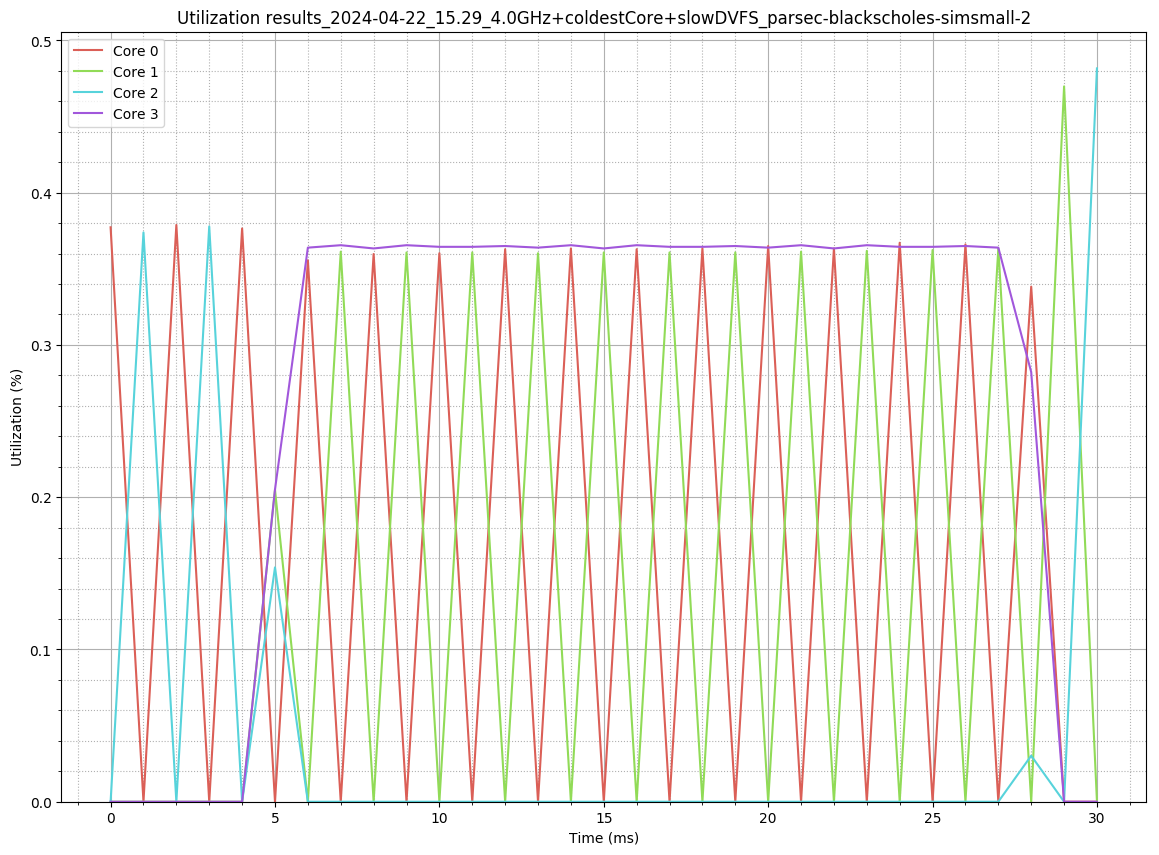 Utilization results_2024-04-22_15.29_4.0GHz+coldestCore+slowDVFS_parsec-blackscholes-simsmall-2
Core 0
Core 1
Core 2
Core 3
Utilization (%)
0.5
0.4
0.3
0.2
0.1
0.0
0 5 10 15 20 25 30
Time (ms)